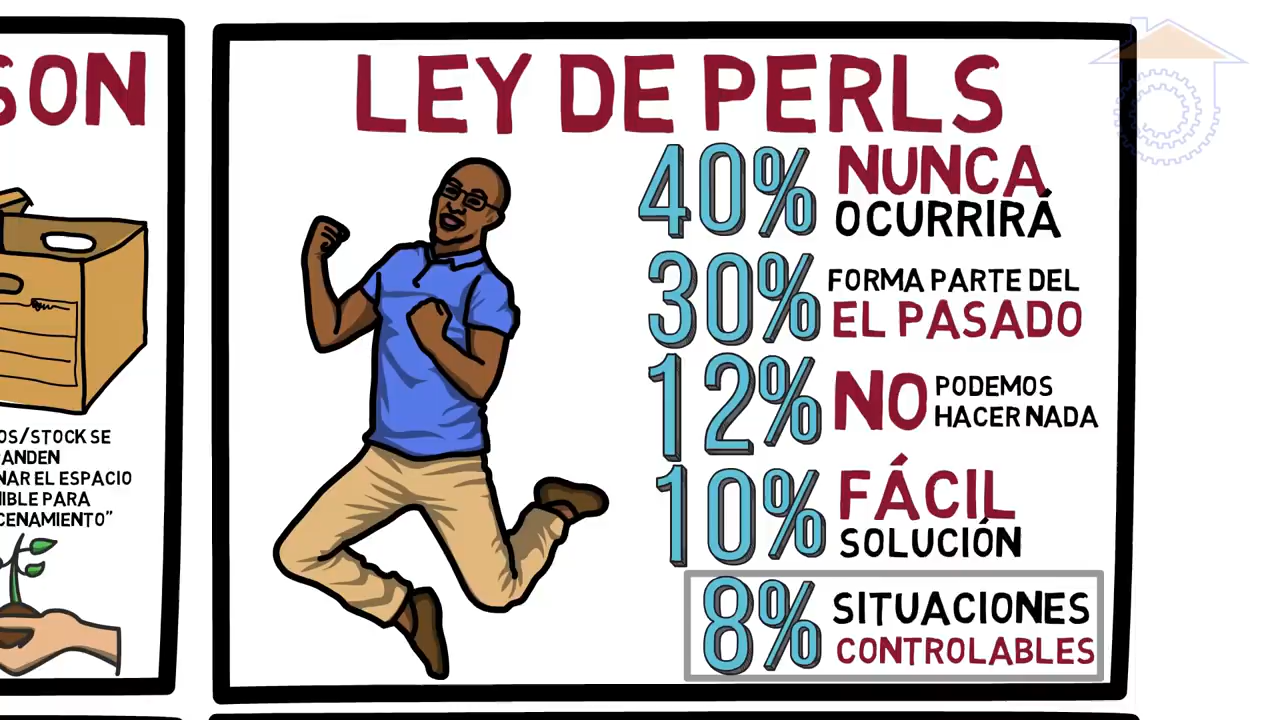 SON
OS/STOCK SE
ANDEN
NAR EL ESPACIO
IBLE PARA
CENAMIENTO”
LEY DE PERLS
40% NUNCA
OCURRIRÁ
30% FORMA PARTE DEL
EL PASADO
12% NO PODEMOS
HACER NADA
10% FÁCIL
SOLUCIÓN
8% SITUACIONES
CONTROLABLES